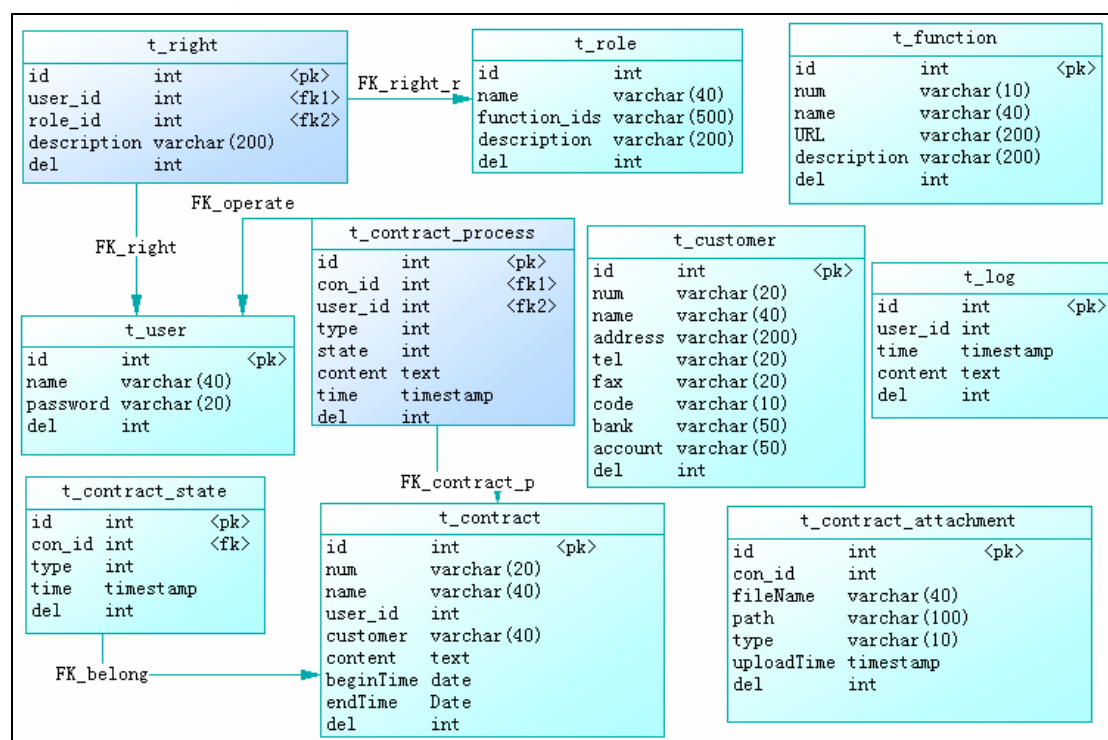 t_right
id int <pk>
user_id int <fk1>
role_id int <fk2>
description varchar(200)
del int
FK_right_r
t_role
id int
name varchar(40)
function_ids varchar(500)
description varchar(200)
del int
t_function
id int <pk>
num varchar(10)
name varchar(40)
URL varchar(200)
description varchar(200)
del int
FK_operate
FK_right
t_contract_process
id int <pk>
con_id int <fk1>
user_id int <fk2>
type int
state int
content text
time timestamp
del int
t_customer
id int <pk>
num varchar(20)
name varchar(40)
address varchar(200)
tel varchar(20)
fax varchar(20)
code varchar(10)
bank varchar(50)
account varchar(50)
del int
t_log
id int <pk>
user_id int
time timestamp
content text
del int
t_user
id int <pk>
name varchar(40)
password varchar(20)
del int
FK_contract_p
t_contract_state
id int <pk>
con_id int <fk>
type int
time timestamp
del int
FK_belong
t_contract
id int <pk>
num varchar(20)
name varchar(40)
user_id int
customer varchar(40)
content text
beginTime date
endTime Date
del int
t_contract_attachment
id int <pk>
con_id int
fileName varchar(40)
path varchar(100)
type varchar(10)
uploadTime timestamp
del int